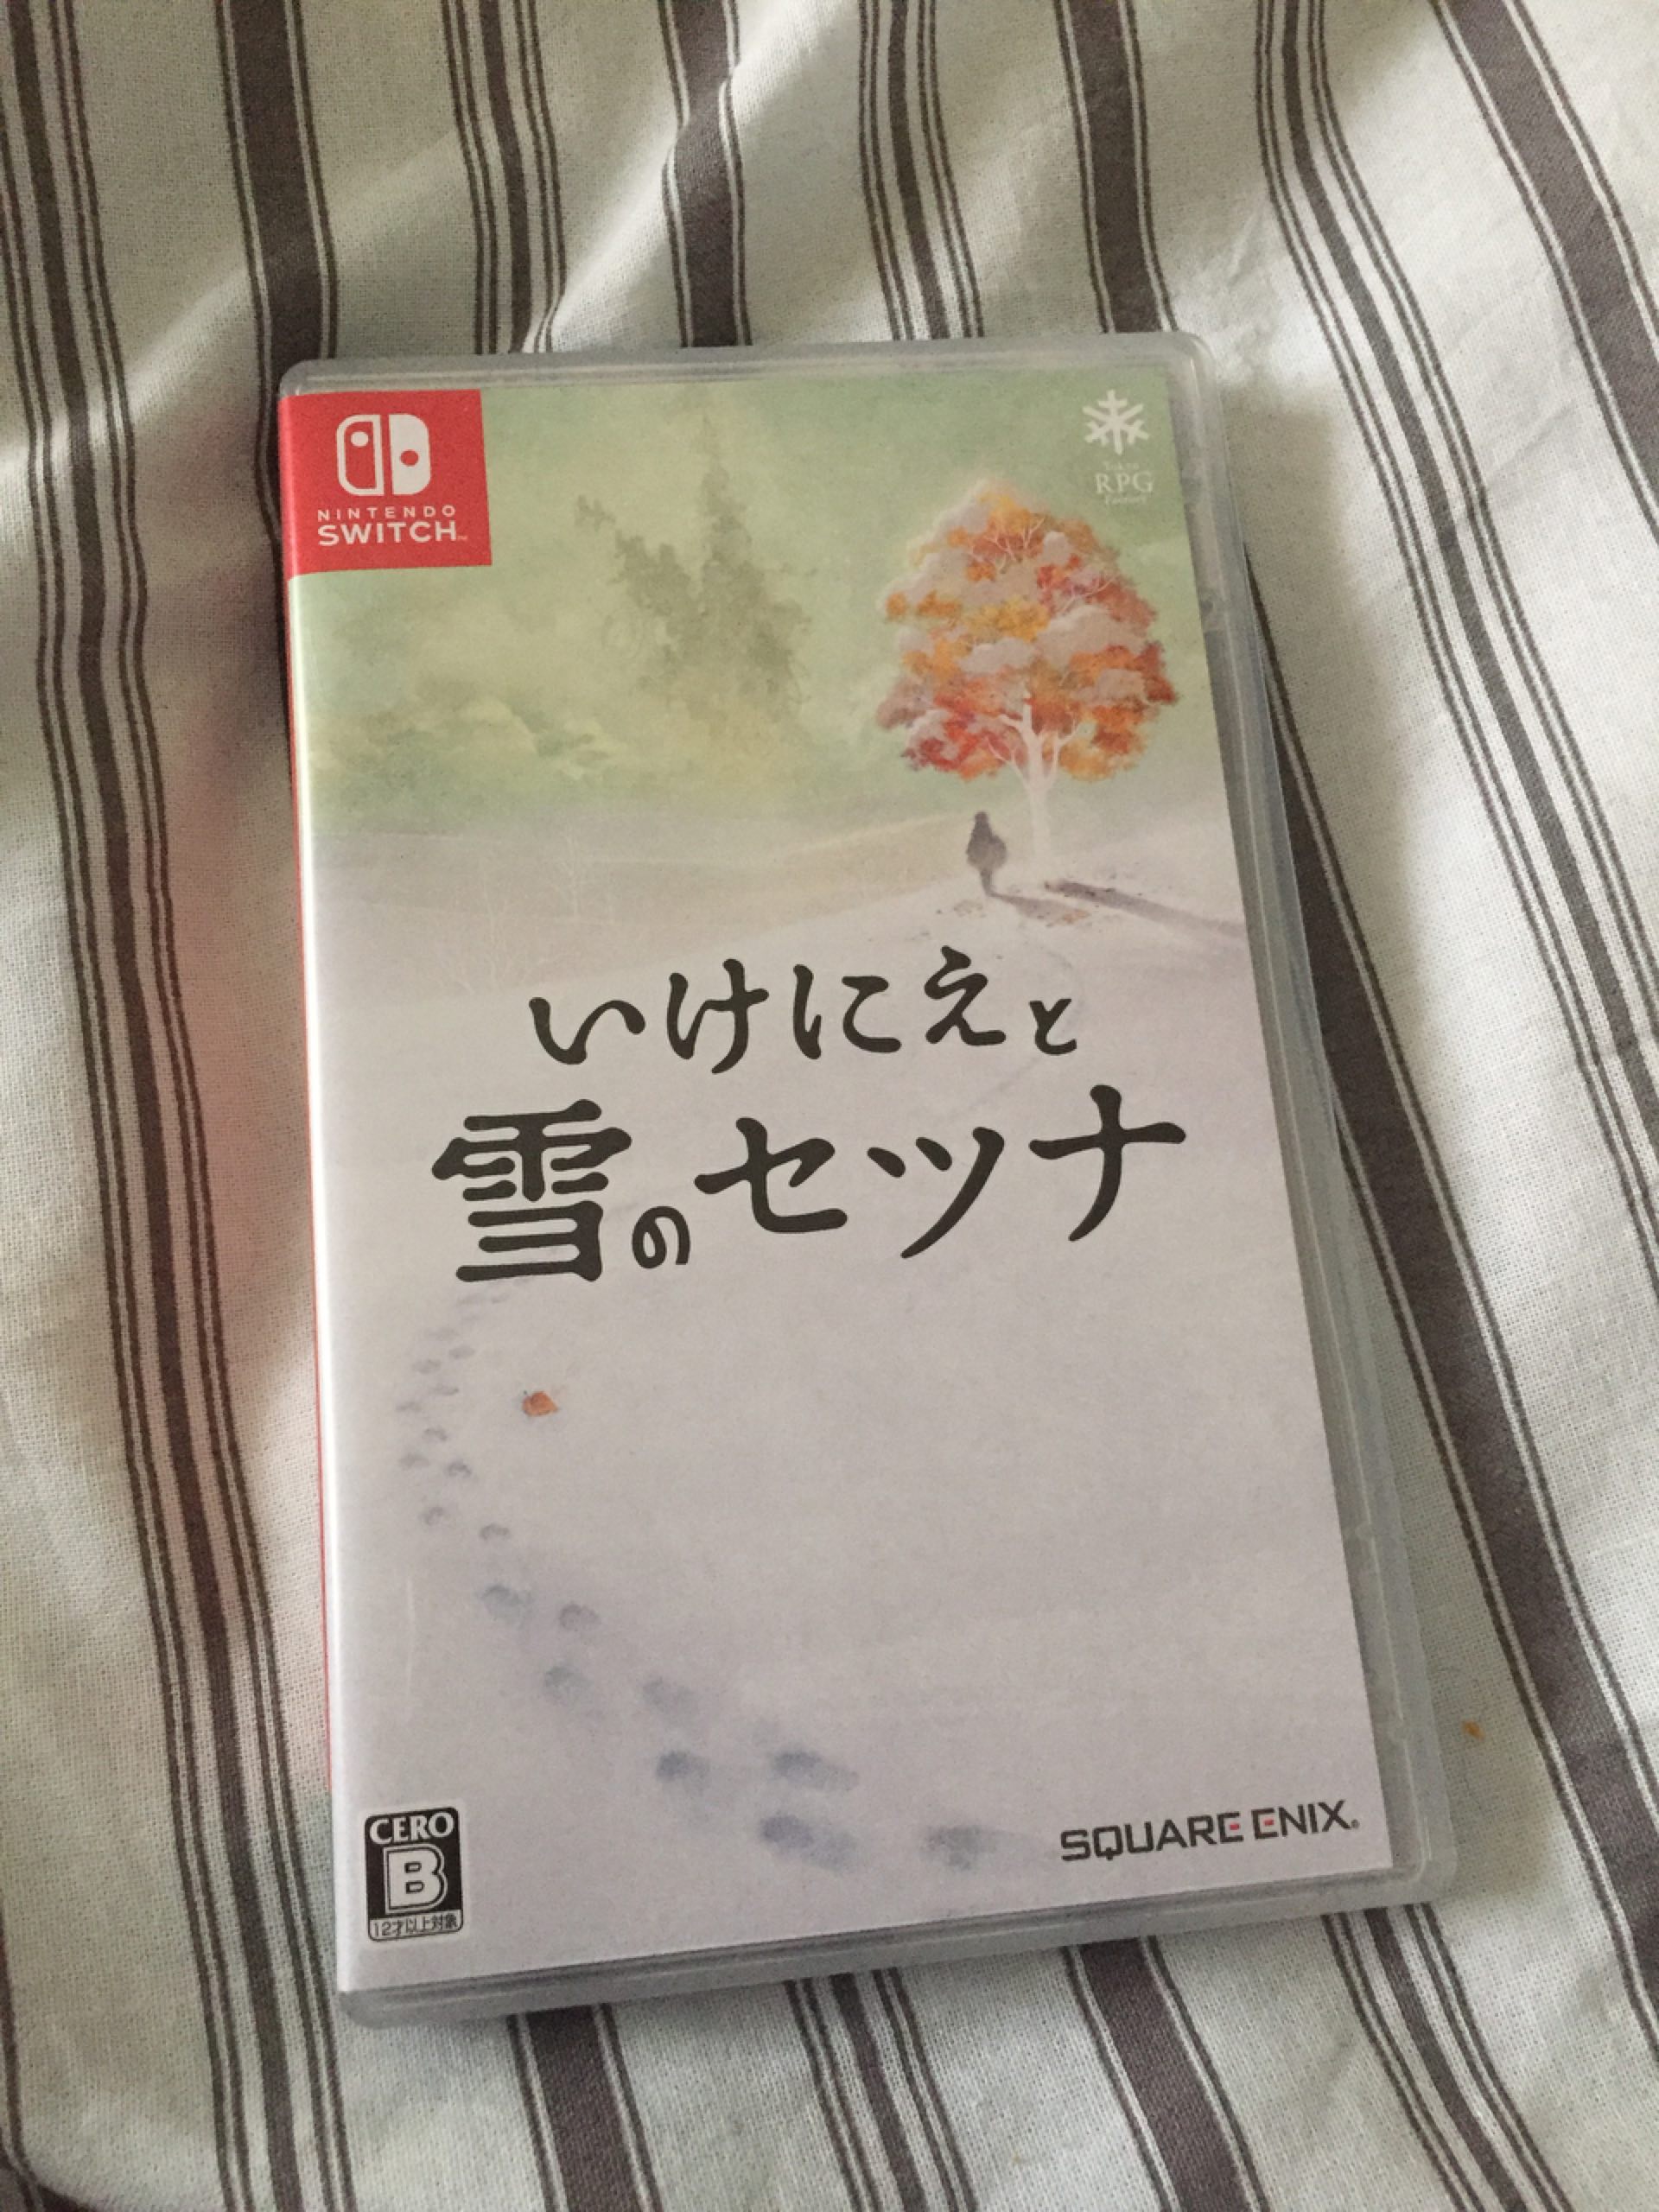 NINTENDO
SWITCH
RPG
いけにえと
雪のセツナ
CERO
B
12才以上対象
SQUARE ENIX